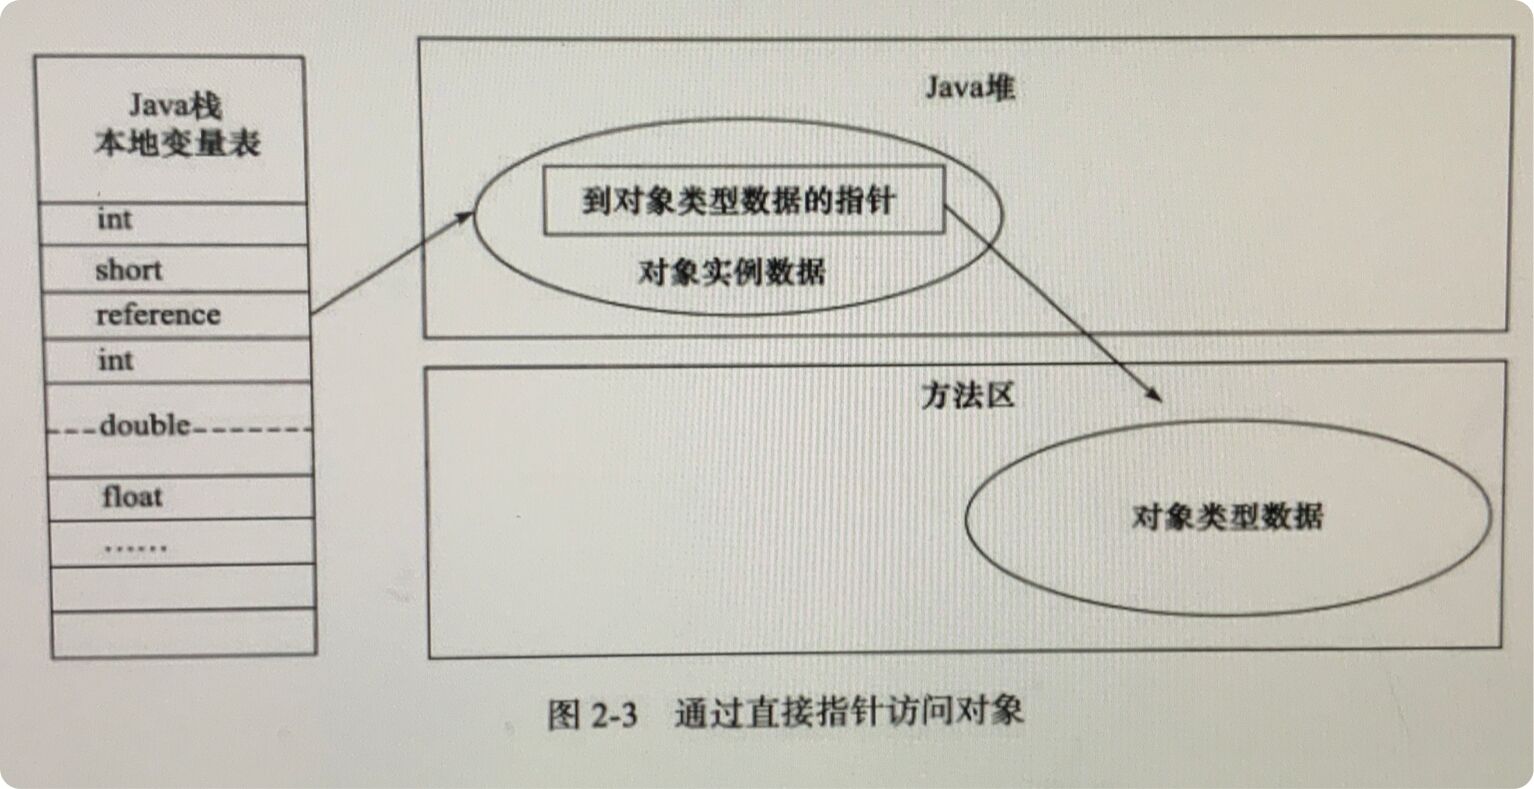 Java栈
本地变量表
int
short
reference
int
double
float
……
Java堆
到对象类型数据的指针
对象实例数据
方法区
对象类型数据
图 2-3 通过直接指针访问对象